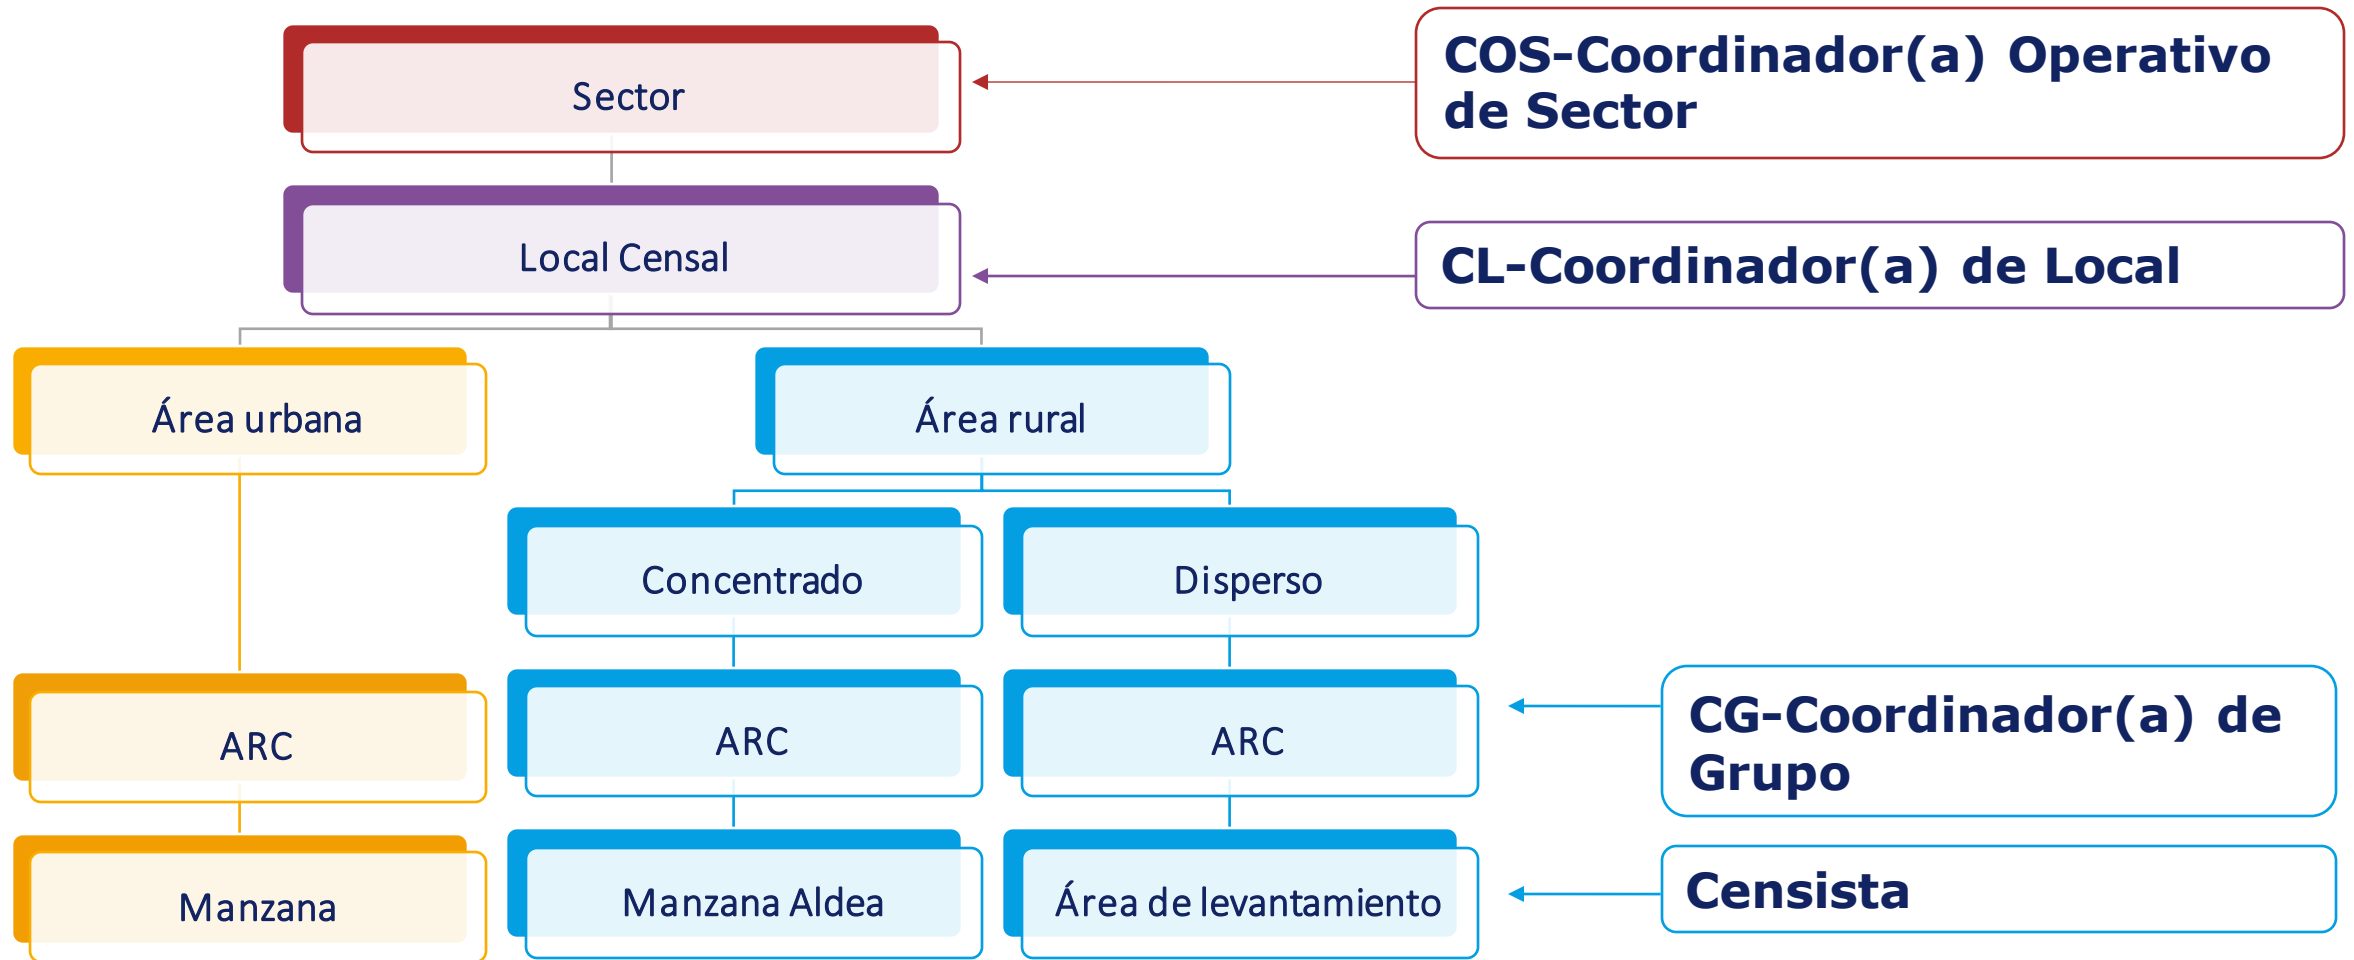 Sector
COS-Coordinador(a) Operativo
de Sector
Local Censal
CL-Coordinador(a) de Local
Área urbana
Área rural
Concentrado
Disperso
ARC
ARC
ARC
CG-Coordinador(a) de
Grupo
Manzana
Manzana Aldea
Área de levantamiento
Censista